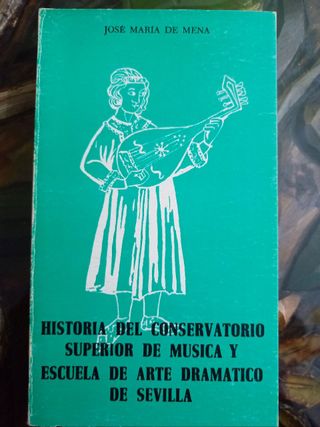 JOSÉ MARÍA DE MENA
HISTORIA DEL CONSERVATORIO
SUPERIOR DE MUSICA Y
ESCUELA DE ARTE DRAMATICO
DE SEVILLA